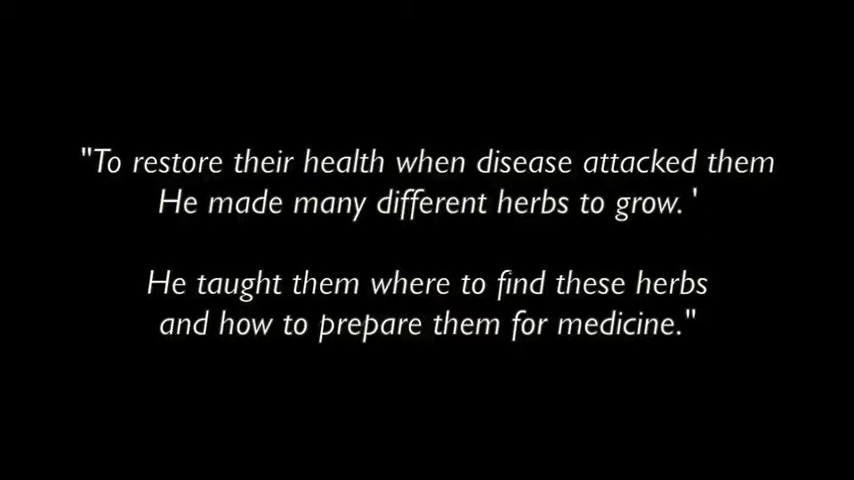 "To restore their health when disease attacked them
He made many different herbs to grow. '
He taught them where to find these herbs
and how to prepare them for medicine."